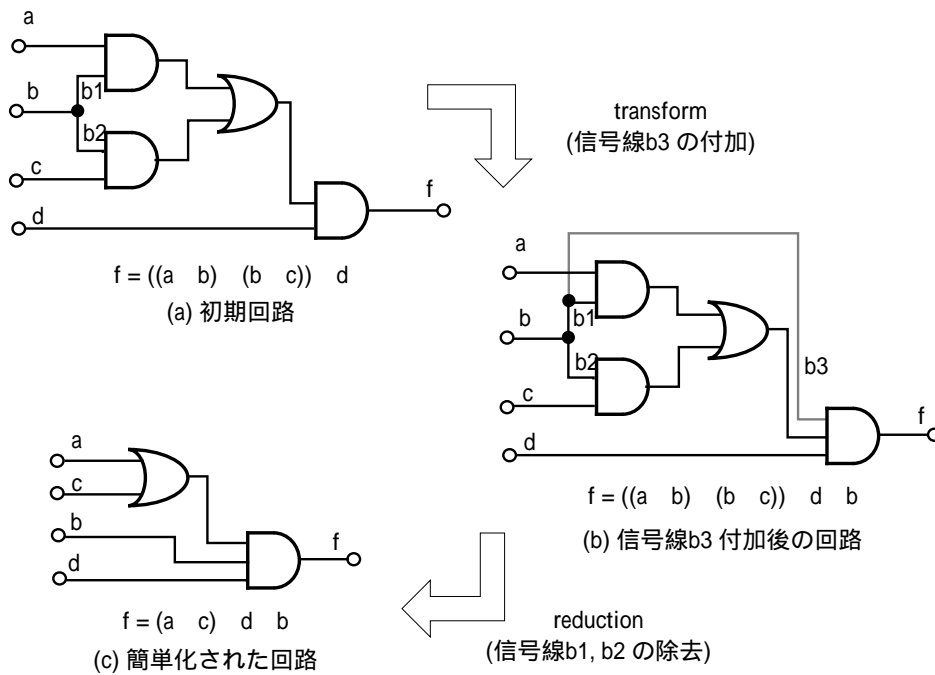 a
b
b1
b2
c
d
f
f = ((a b) (b c)) d
(a) 初期回路
transform
(信号線b3 の付加)
a
b
b1
b2
c
d
b3
f
f = ((a b) (b c)) d b
(b) 信号線b3 付加後の回路
a
c
b
d
f
f = (a c) d b
(c) 簡単化された回路
reduction
(信号線b1, b2 の除去)